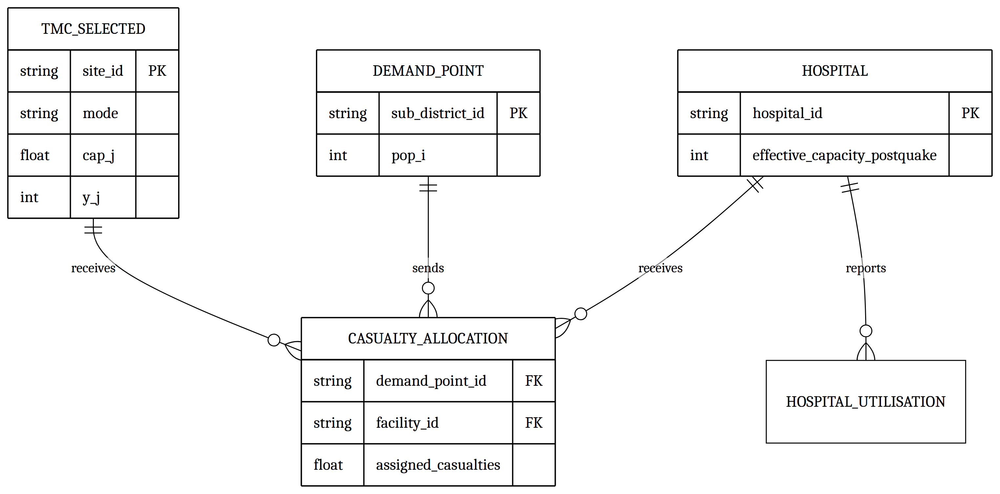 TMC_SELECTED
string site_id PK
string mode
float cap_j
int y_j
DEMAND_POINT
string sub_district_id PK
int pop_i
HOSPITAL
string hospital_id PK
int effective_capacity_postquake
receives
sends
receives
reports
CASUALTY_ALLOCATION
string demand_point_id FK
string facility_id FK
float assigned_casualties
HOSPITAL_UTILISATION